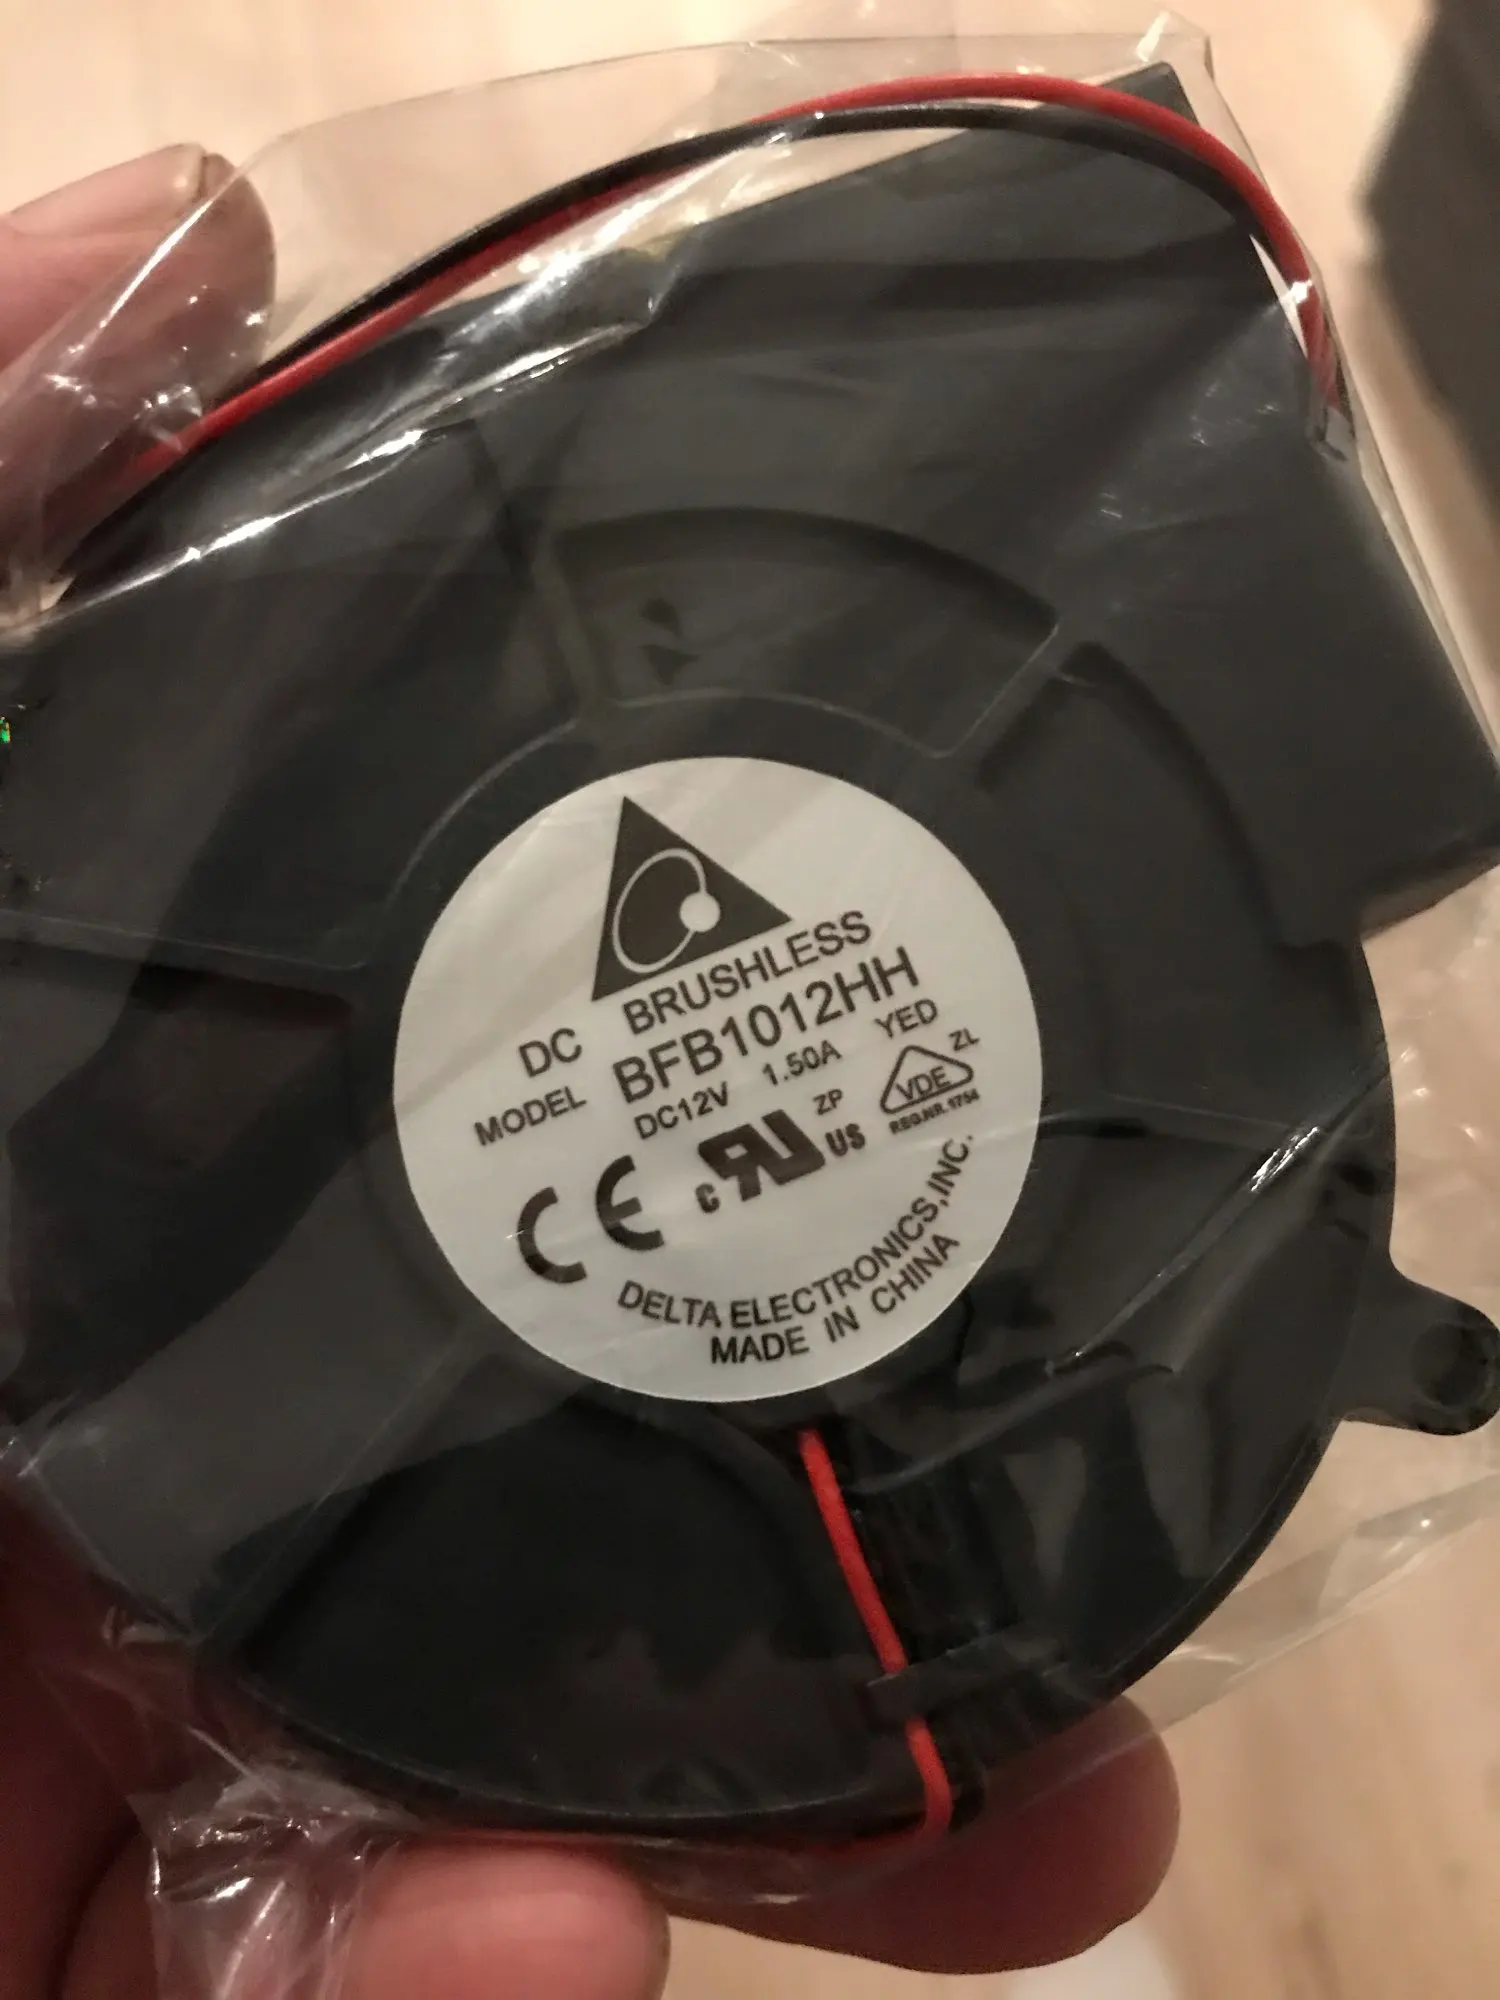 DC BRUSHLESS
MODEL BFB1012HH
DC12V 1.50A YED
c RU US ZP VDE ZL
REG.NR. 1754
CE
DELTA ELECTRONICS,INC.
MADE IN CHINA